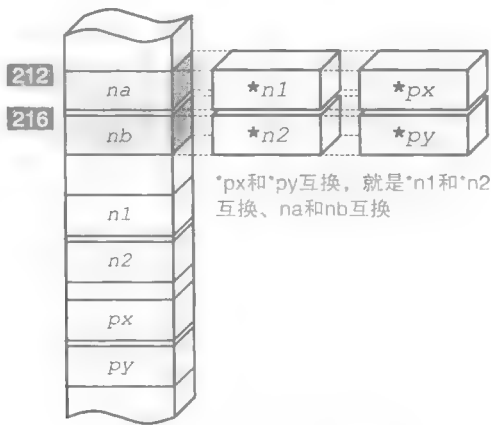 212 na *n1 *px
216 nb *n2 *py
*px和*py互换，就是*n1和*n2
互换、na和nb互换
n1
n2
px
py